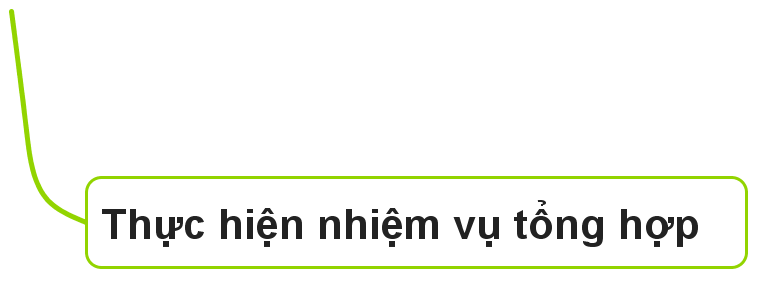 Thực hiện nhiệm vụ tổng hợp